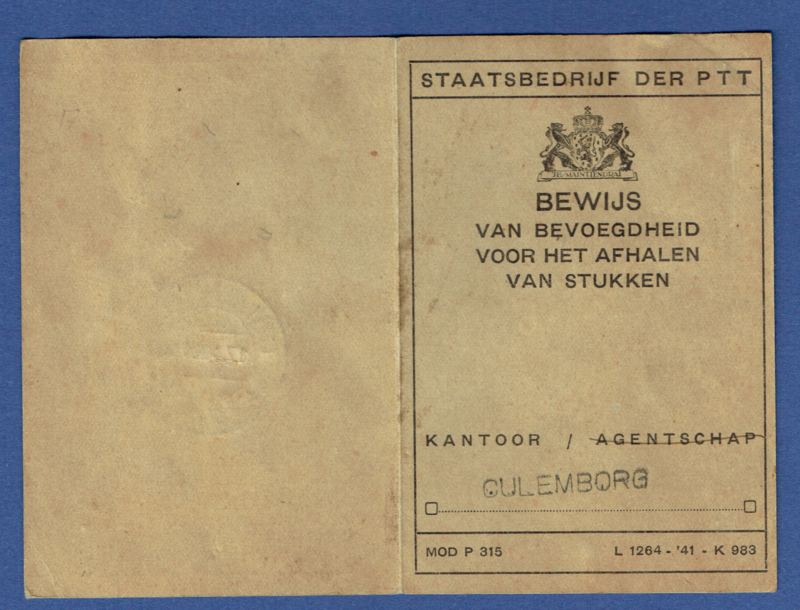 STAATSBEDRIJF DER PTT
JE MAINTIENDRAI
BEWIJS
VAN BEVOEGDHEID
VOOR HET AFHALEN
VAN STUKKEN
KANTOOR / AGENTSCHAP
CULEMBORG
MOD P 315 L 1264 - '41 - K 983